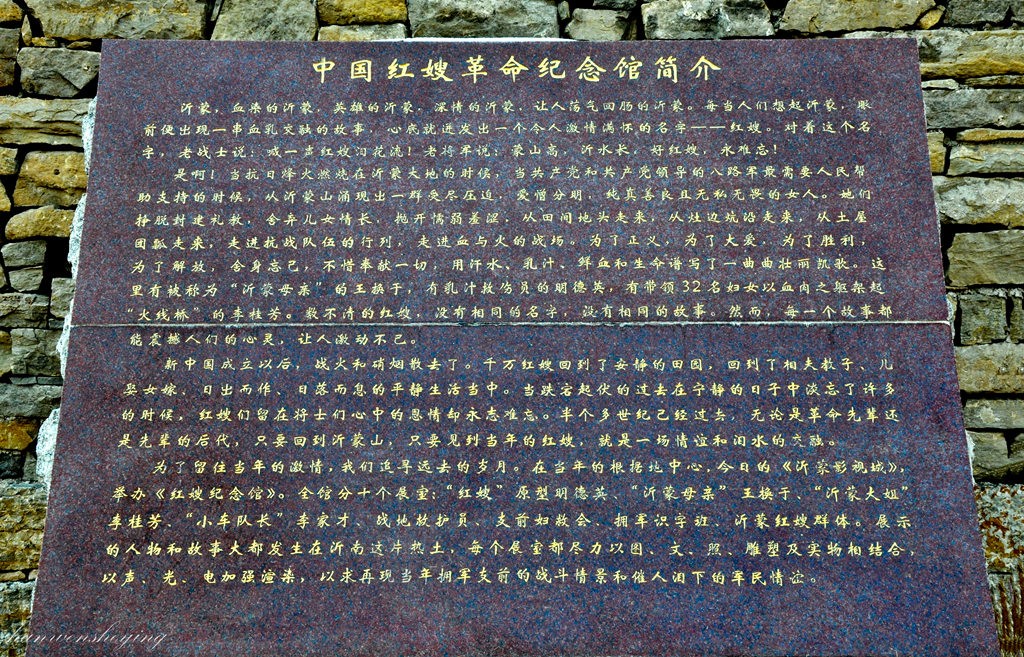 中国红嫂革命纪念馆简介
沂蒙，血染的沂蒙，英雄的沂蒙，深情的沂蒙，让人荡气回肠的沂蒙。每当人们想起沂蒙，眼
前便出现一串血乳交融的故事，心底就迸发出一个令人激情满怀的名字——红嫂。对着这个名
字，老战士说：喊一声红嫂泪花流！老将军说：蒙山高，沂水长，好红嫂，永难忘！
是啊！当抗日烽火燃烧在沂蒙大地的时候，当共产党和共产党领导的八路军最需要人民帮
助支持的时候，从沂蒙山涌现出一群受尽压迫，爱憎分明，纯真善良且无私无畏的女人。她们
挣脱封建礼教，舍弃儿女情长，抛开懦弱羞涩，从田间地头走来，从灶边炕沿走来，从土屋
团瓢走来，走进抗战队伍的行列，走进血与火的战场。为了正义，为了大爱，为了胜利，
为了解放，舍身忘己，不惜奉献一切，用汗水、乳汁、鲜血和生命谱写了一曲曲壮丽凯歌。这
里有被称为“沂蒙母亲”的王换于，有乳汁救伤员的明德英，有带领32名妇女以血肉之躯架起
“火线桥”的李桂芳。数不清的红嫂，没有相同的名字，没有相同的故事。然而，每一个故事都
能震撼人们的心灵，让人激动不已。
新中国成立以后，战火和硝烟散去了。千万红嫂回到了安静的田园，回到了相夫教子、儿
娶女嫁、日出而作、日落而息的平静生活当中。当跌宕起伏的过去在宁静的日子中淡忘了许多
的时候，红嫂们留在将士们心中的恩情却永志难忘。半个多世纪已经过去，无论是革命先辈还
是先辈的后代，只要回到沂蒙山，只要见到当年的红嫂，就是一场情谊和泪水的交融。
为了留住当年的激情，我们追寻远去的岁月。在当年的根据地中心，今日的《沂蒙影视城》，
举办《红嫂纪念馆》。全馆分十个展室：“红嫂”原型明德英、“沂蒙母亲”王换于、“沂蒙大姐”
李桂芳、“小车队长”李家才、战地救护员、支前妇救会、拥军识字班、沂蒙红嫂群体。展示
的人物和故事大都发生在沂南这片热土，每个展室都尽力以图、文、照、雕塑及实物相结合，
以声、光、电加强渲染，以求再现当年拥军支前的战斗情景和催人泪下的军民情谊。